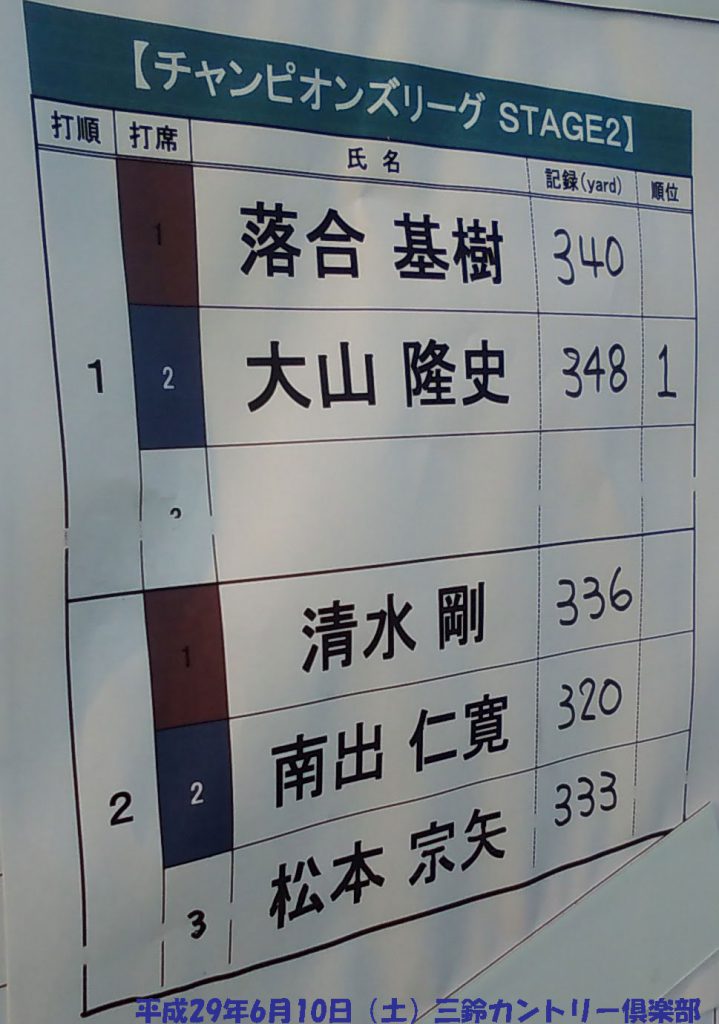 【チャンピオンズリーグ STAGE2】
打順 打席 氏名 記録(yard) 順位
1 1 落合 基樹 340
2 大山 隆史 348 1
2 1 清水 剛 336
2 南出 仁寛 320
3 松本 宗矢 333
平成29年6月10日（土）三鈴カントリー倶楽部